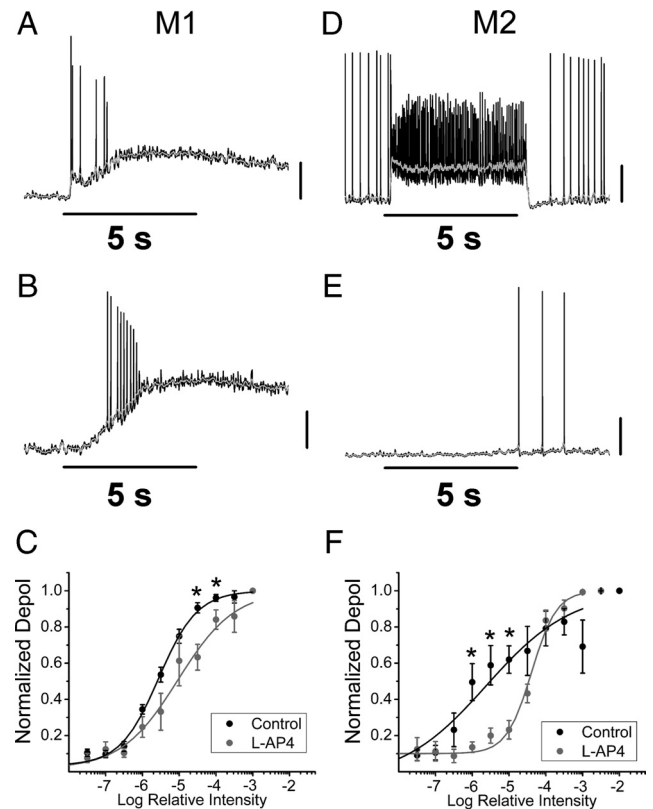 A M1
D M2
5 s
5 s
B
E
5 s
5 s
C
Normalized Depol
1.0
0.8
0.6
0.4
0.2
* *
Control
L-AP4
-7 -6 -5 -4 -3 -2
Log Relative Intensity
F
Normalized Depol
1.0
0.8
0.6
0.4
0.2
* * *
Control
L-AP4
-7 -6 -5 -4 -3 -2
Log Relative Intensity